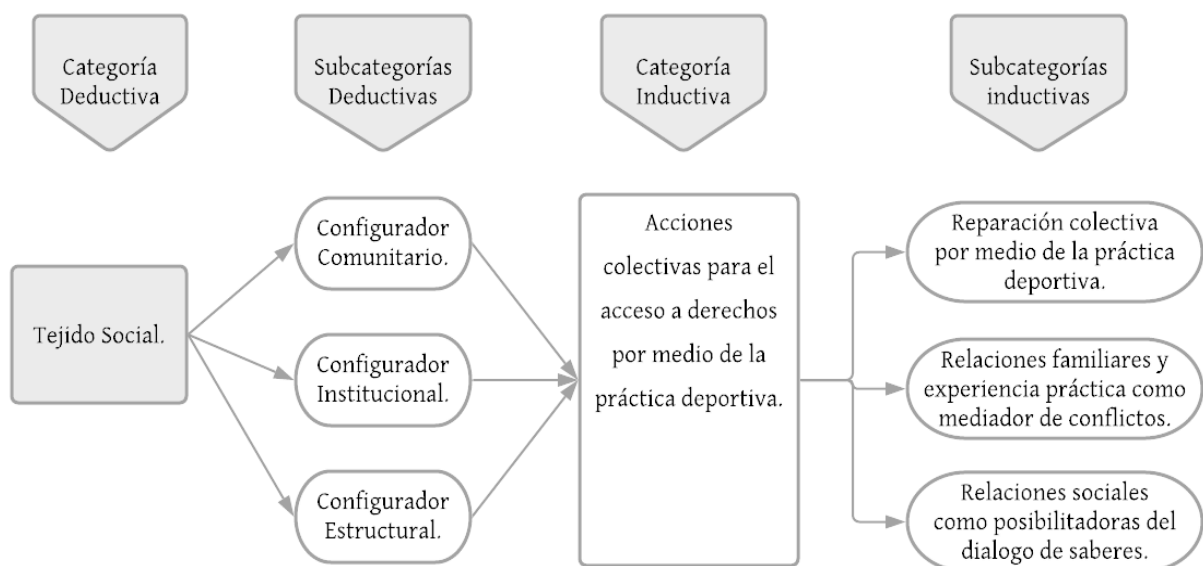 Categoría
Deductiva
Subcategorías
Deductivas
Categoría
Inductiva
Subcategorías
inductivas
Tejido Social.
Configurador
Comunitario.
Configurador
Institucional.
Configurador
Estructural.
Acciones
colectivas para el
acceso a derechos
por medio de la
práctica deportiva.
Reparación colectiva
por medio de la práctica
deportiva.
Relaciones familiares y
experiencia práctica como
mediador de conflictos.
Relaciones sociales
como posibilitadoras del
dialogo de saberes.